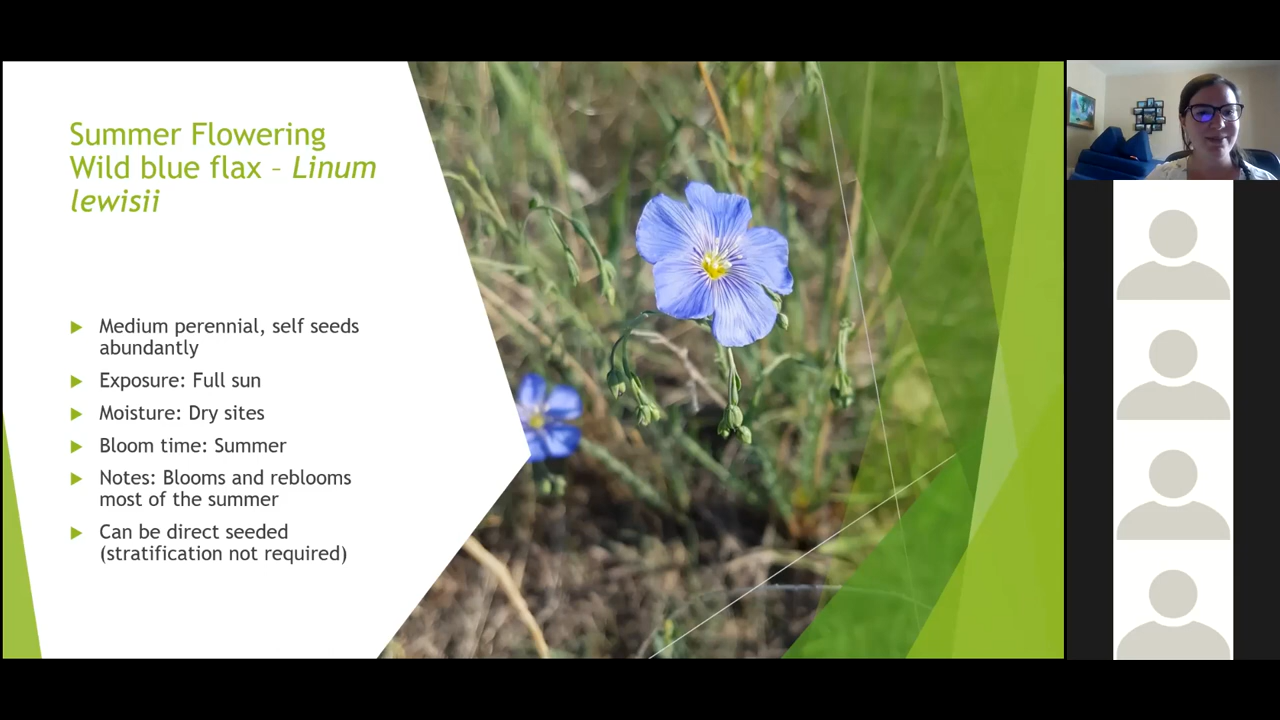 Summer Flowering
Wild blue flax – Linum
lewisii
Medium perennial, self seeds
abundantly
Exposure: Full sun
Moisture: Dry sites
Bloom time: Summer
Notes: Blooms and reblooms
most of the summer
Can be direct seeded
(stratification not required)